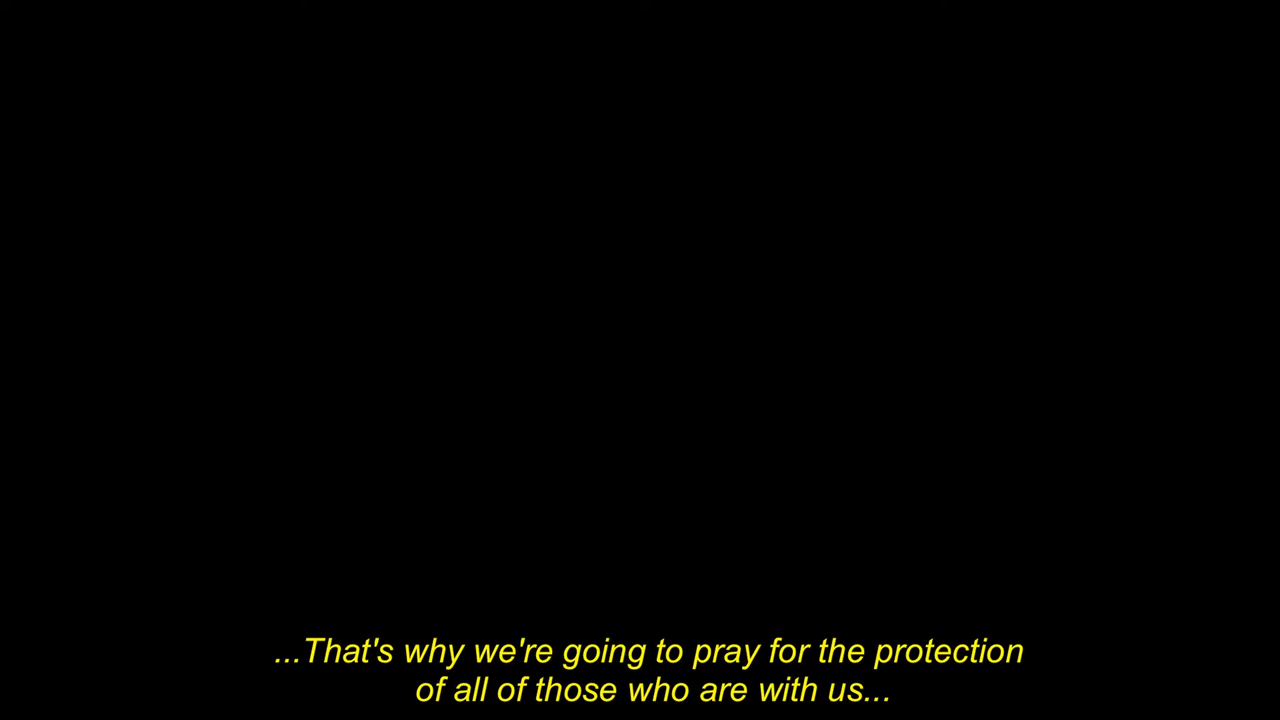 ...That's why we're going to pray for the protection
of all of those who are with us...